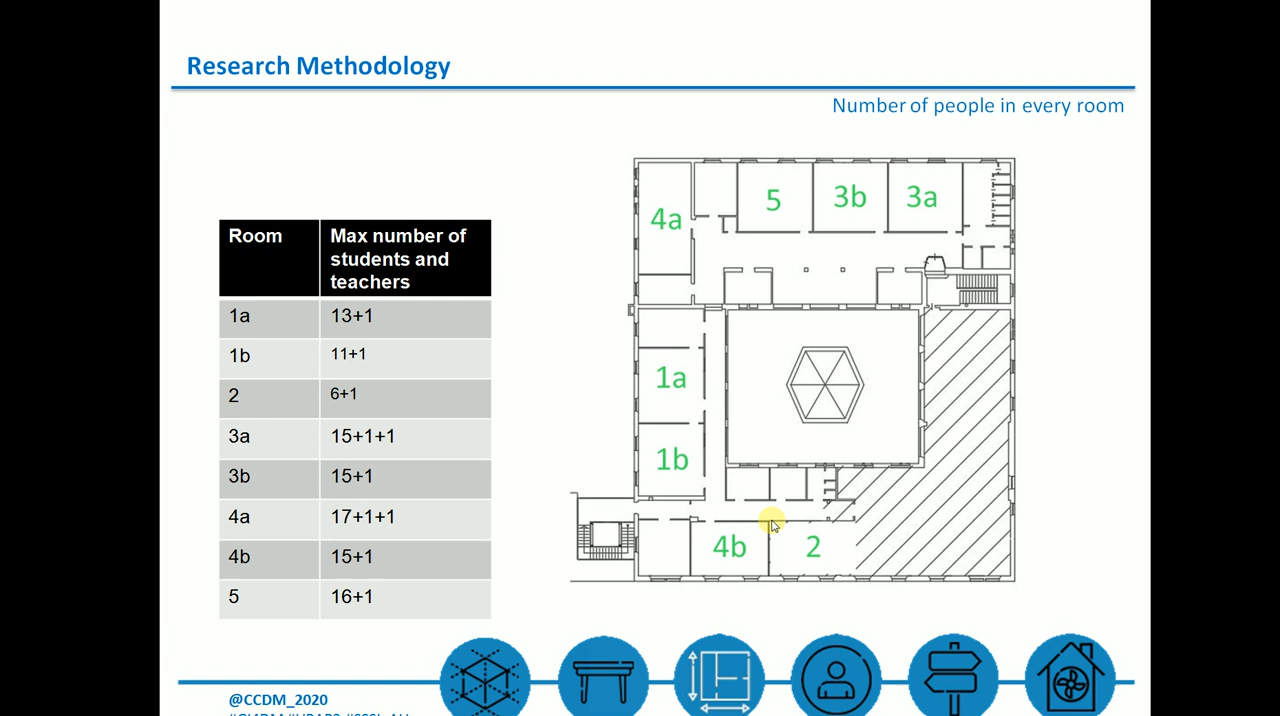 Research Methodology
Number of people in every room
Room
Max number of
students and
teachers
1a
13+1
1b
11+1
2
6+1
3a
15+1+1
3b
15+1
4a
17+1+1
4b
15+1
5
16+1
4a
5
3b
3a
1a
1b
4b
2
@CCDM_2020